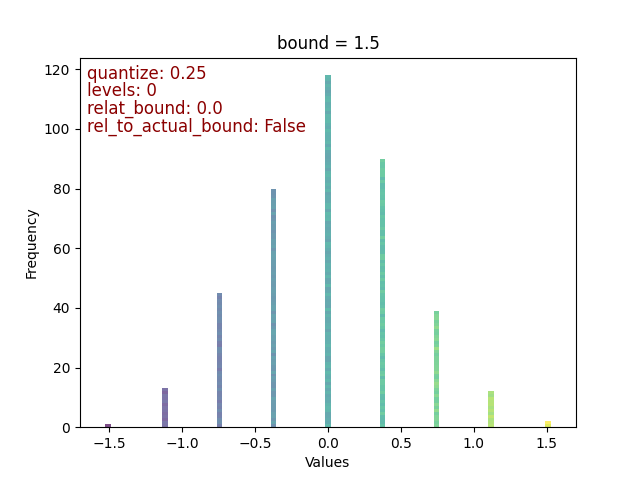 bound = 1.5
quantize: 0.25
levels: 0
relat_bound: 0.0
rel_to_actual_bound: False
120
100
80
60
40
20
0
Frequency
−1.5 −1.0 −0.5 0.0 0.5 1.0 1.5
Values